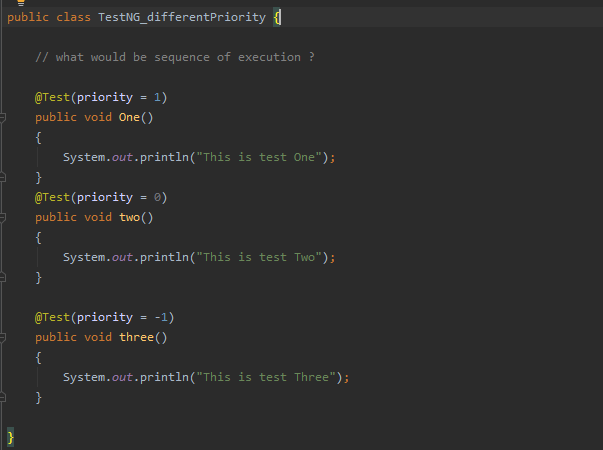 public class TestNG_differentPriority {
// what would be sequence of execution ?
@Test(priority = 1)
public void One()
{
System.out.println("This is test One");
}
@Test(priority = 0)
public void two()
{
System.out.println("This is test Two");
}
@Test(priority = -1)
public void three()
{
System.out.println("This is test Three");
}
}